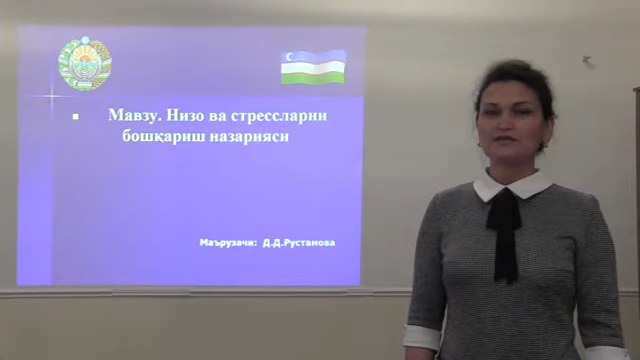 Мавзу. Низо ва стрессларни
бошқариш назарияси
Маърузачи: Д.Д.Рустамова